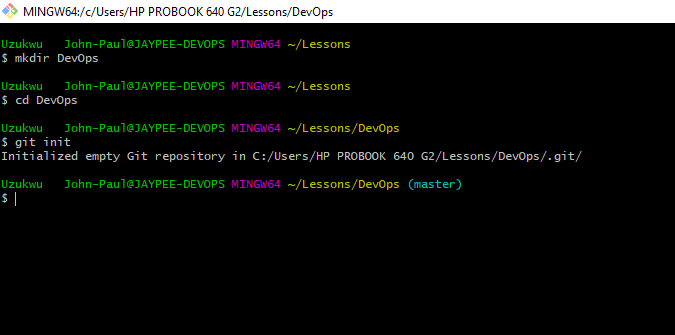 MINGW64:/c/Users/HP PROBOOK 640 G2/Lessons/DevOps
Uzukwu   John-Paul@JAYPEE-DEVOPS MINGW64 ~/Lessons
$ mkdir DevOps
Uzukwu   John-Paul@JAYPEE-DEVOPS MINGW64 ~/Lessons
$ cd DevOps
Uzukwu   John-Paul@JAYPEE-DEVOPS MINGW64 ~/Lessons/DevOps
$ git init
Initialized empty Git repository in C:/Users/HP PROBOOK 640 G2/Lessons/DevOps/.git/
Uzukwu   John-Paul@JAYPEE-DEVOPS MINGW64 ~/Lessons/DevOps (master)
$